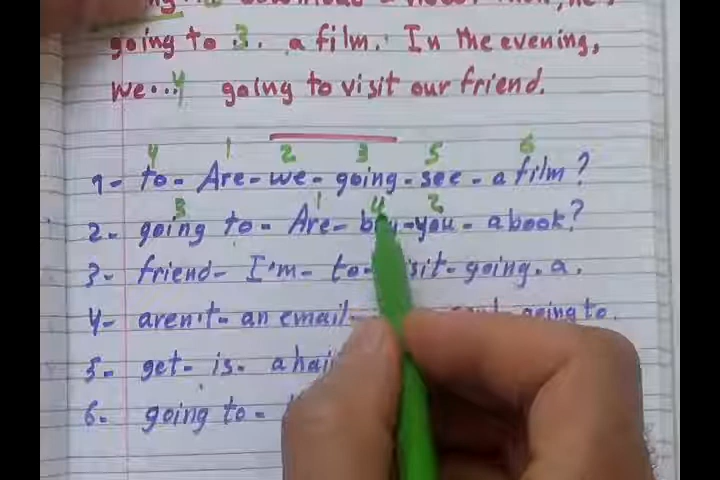 going to 3. a film. In the evening,
we...4 going to visit our friend.
4 1 2 3 5 6
1- to- Are- we- going- see- a film?
3 1 4 2
2- going to- Are- buy- you- a book?
3- friend- I'm- to- going. a.
4- aren't- an email- going to.
5- get- is- a
6- going to-